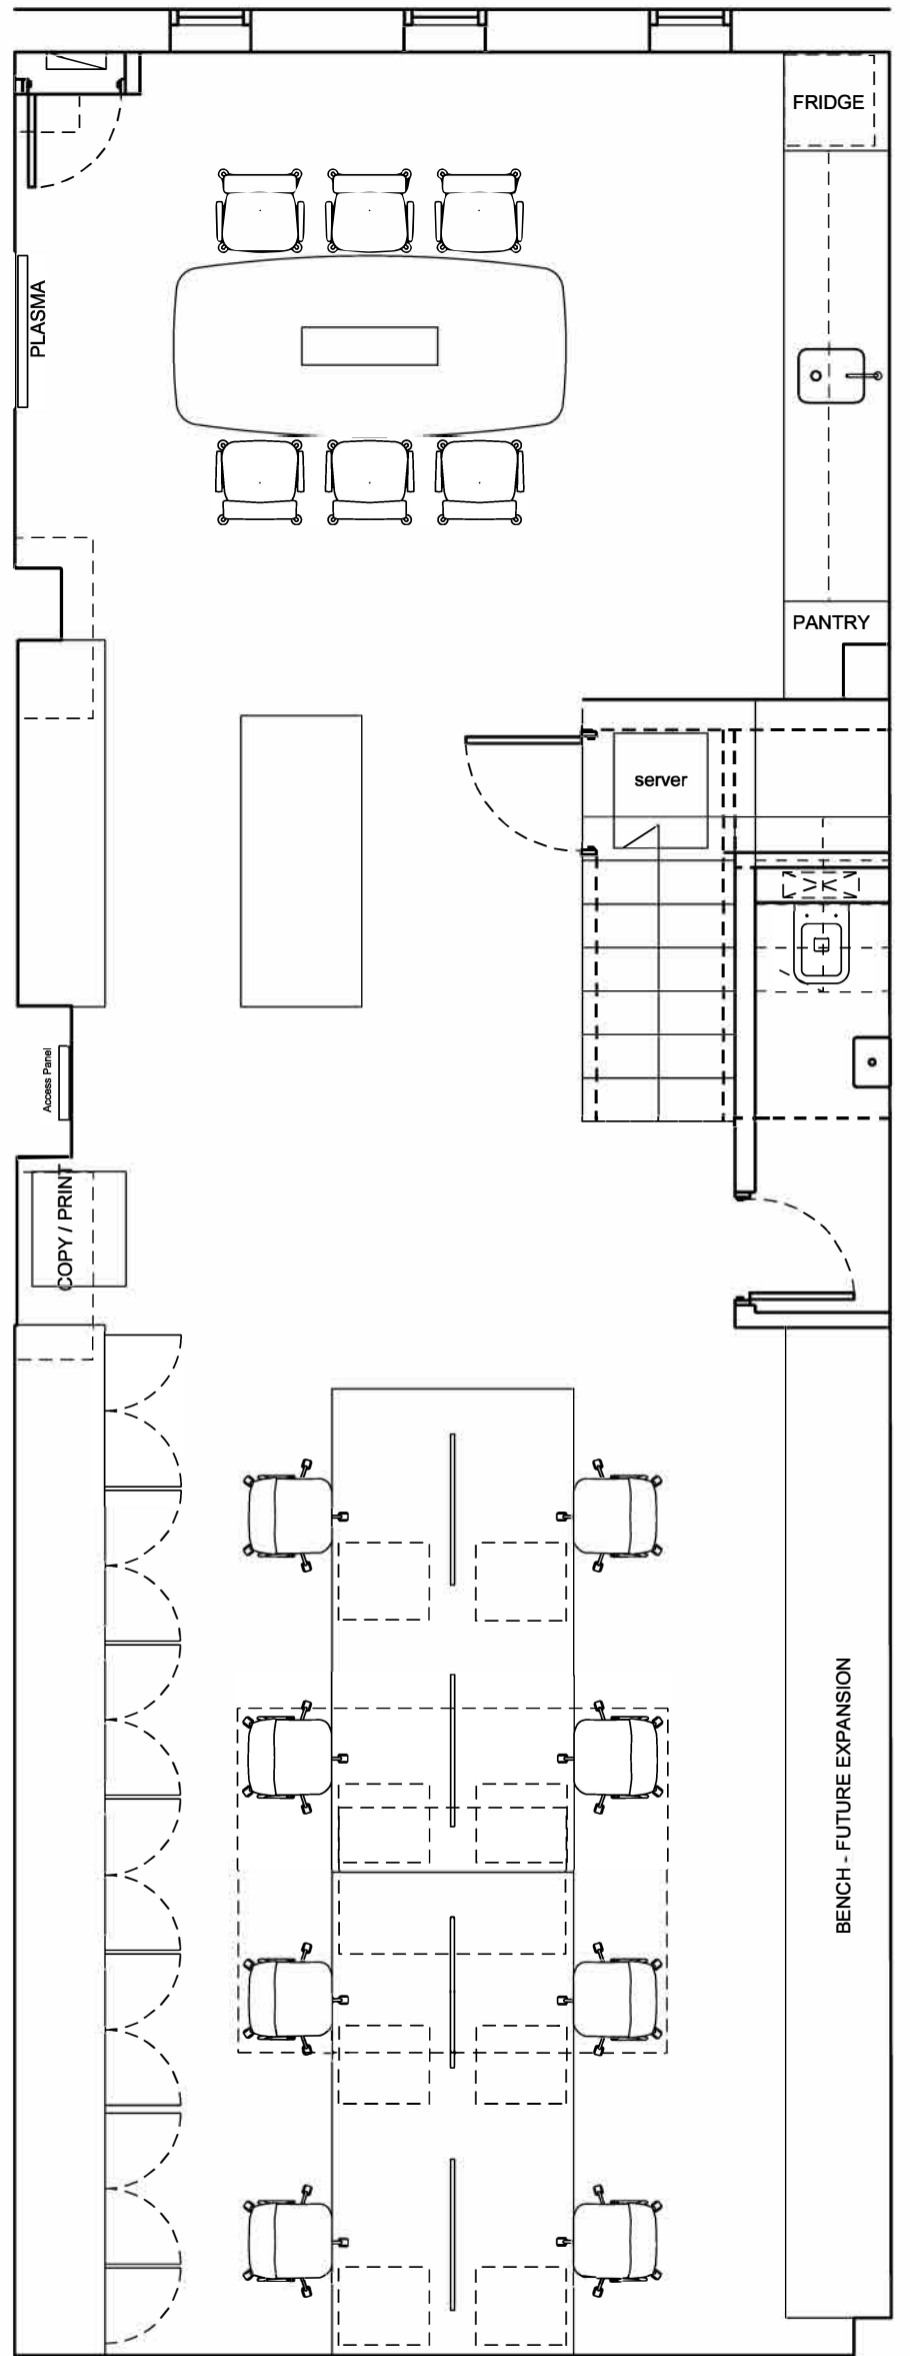 FRIDGE
PLASMA
PANTRY
server
Access Panel
COPY / PRINT
BENCH - FUTURE EXPANSION